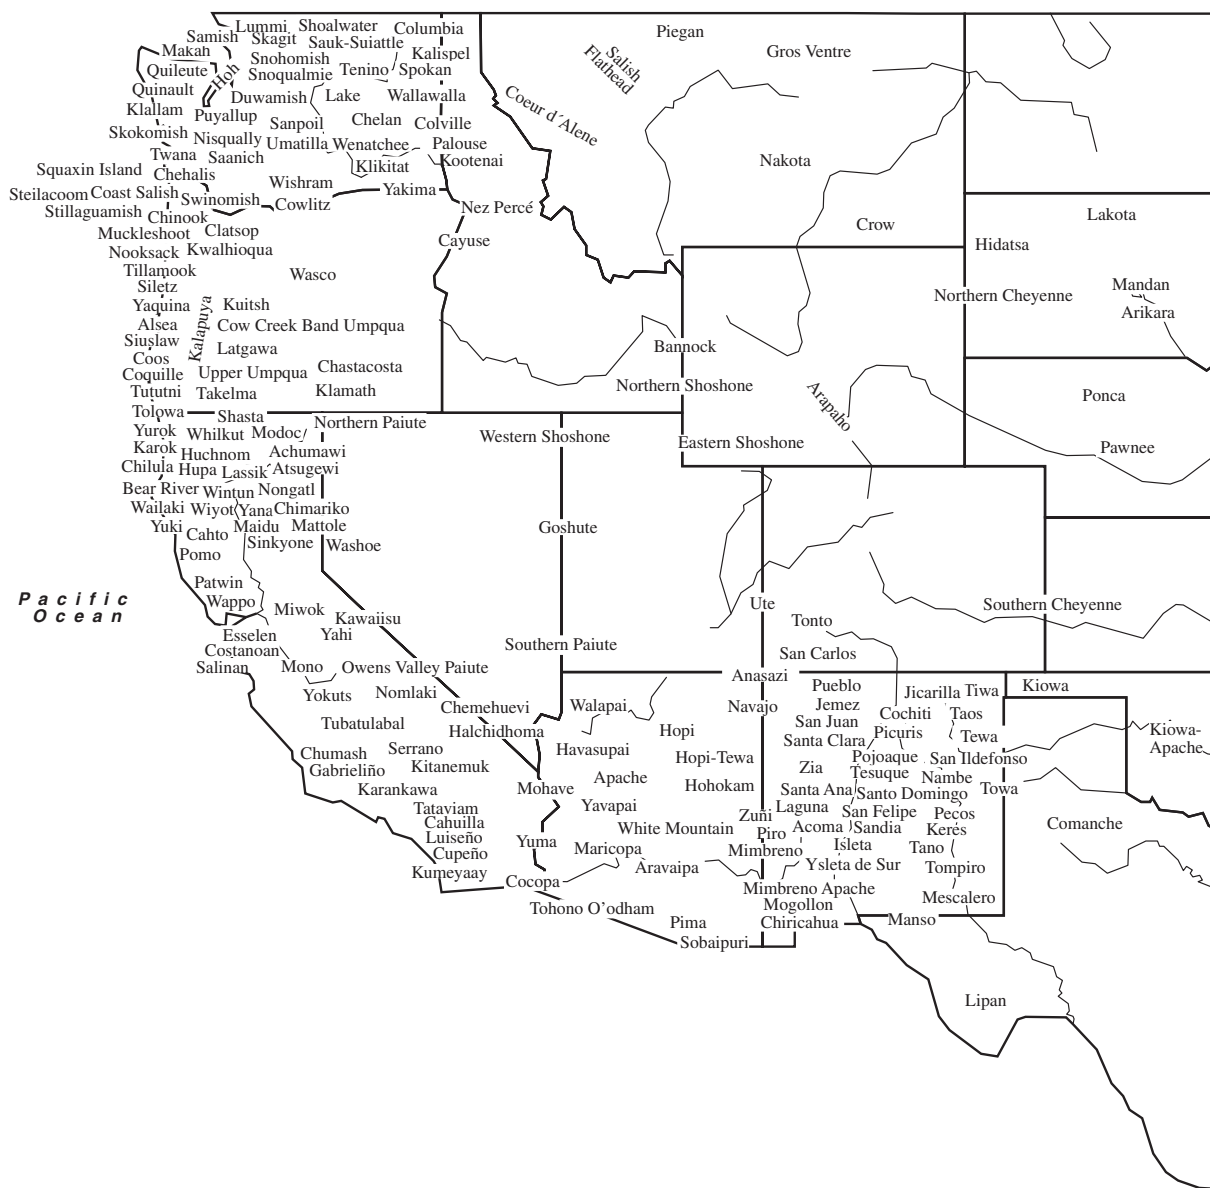 Lummi
Shoalwater
Columbia
Piegan
Samish
Skagit
Sauk-Suiattle
Makah
Snohomish
Kalispel
Salish
Flathead
Gros Ventre
Quileute
Hoh
Snoqualmie
Tenino
Spokan
Quinault
Duwamish
Lake
Wallawalla
Coeur d´Alene
Klallam
Puyallup
Sanpoil
Chelan
Colville
Skokomish
Nisqually
Umatilla
Wenatchee
Palouse
Twana
Saanich
Kootenai
Nakota
Squaxin Island
Chehalis
Klikitat
Steilacoom
Coast Salish
Swinomish
Wishram
Yakima
Stillaguamish
Chinook
Cowlitz
Nez Percé
Lakota
Muckleshoot
Clatsop
Crow
Nooksack
Kwalhioqua
Cayuse
Hidatsa
Tillamook
Wasco
Siletz
Mandan
Yaquina
Kalapuya
Kuitsh
Northern Cheyenne
Arikara
Alsea
Cow Creek Band Umpqua
Siuslaw
Latgawa
Bannock
Coos
Coquille
Upper Umpqua
Chastacosta
Tututni
Takelma
Klamath
Northern Shoshone
Arapaho
Ponca
Tolowa
Shasta
Northern Paiute
Yurok
Whilkut
Modoc
Western Shoshone
Eastern Shoshone
Pawnee
Karok
Huchnom
Achumawi
Chilula
Hupa
Lassik
Atsugewi
Bear River
Wintun
Nongatl
Wailaki
Wiyot
Yana
Chimariko
Yuki
Cahto
Maidu
Mattole
Goshute
Pomo
Sinkyone
Washoe
Patwin
Pacific
Ocean
Wappo
Miwok
Kawaiisu
Ute
Southern Cheyenne
Esselen
Yahi
Tonto
Costanoan
Southern Paiute
San Carlos
Salinan
Mono
Owens Valley Paiute
Anasazi
Yokuts
Nomlaki
Pueblo
Jicarilla
Tiwa
Kiowa
Chemehuevi
Walapai
Navajo
Jemez
Cochiti
Taos
Tubatulabal
Halchidhoma
Hopi
San Juan
Picuris
Tewa
Kiowa-
Apache
Chumash
Serrano
Havasupai
Santa Clara
Pojoaque
San Ildefonso
Gabrieliño
Kitanemuk
Hopi-Tewa
Zia
Tesuque
Nambe
Karankawa
Mohave
Apache
Hohokam
Santa Ana
Santo Domingo
Towa
Tataviam
Yavapai
Laguna
San Felipe
Pecos
Cahuilla
Zuñi
Comanche
Luiseño
White Mountain
Piro
Acoma
Sandia
Keres
Cupeño
Yuma
Maricopa
Mimbreno
Isleta
Tano
Kumeyaay
Aravaipa
Ysleta de Sur
Tompiro
Cocopa
Mimbreno Apache
Mescalero
Tohono O’odham
Mogollon
Pima
Chiricahua
Manso
Sobaipuri
Lipan